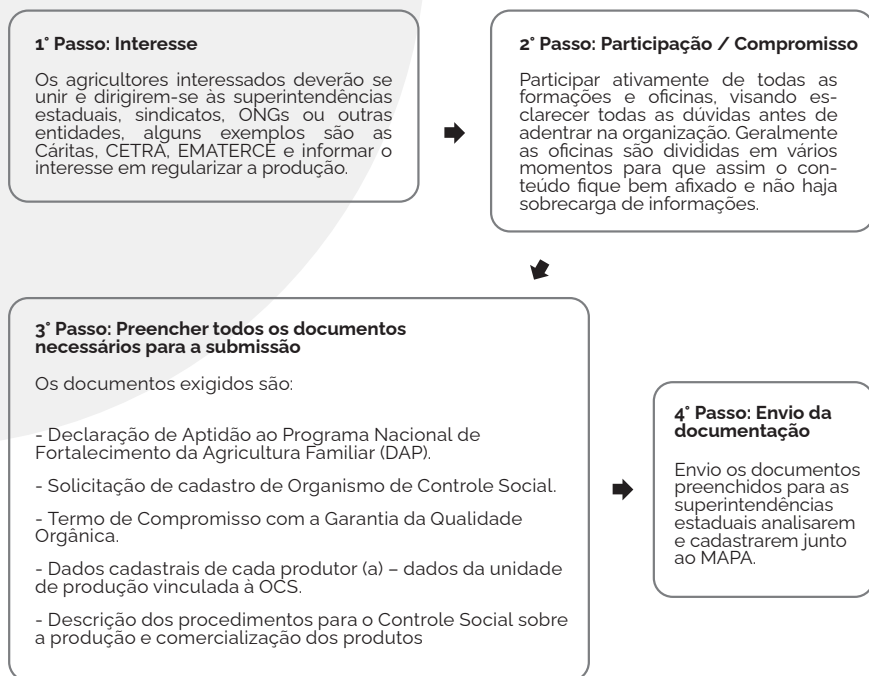 1° Passo: Interesse
Os agricultores interessados deverão se
unir e dirigirem-se às superintendências
estaduais, sindicatos, ONGs ou outras
entidades, alguns exemplos são as
Cáritas, CETRA, EMATERCE e informar o
interesse em regularizar a produção.
2° Passo: Participação / Compromisso
Participar ativamente de todas as
formações e oficinas, visando es-
clarecer todas as dúvidas antes de
adentrar na organização. Geralmente
as oficinas são divididas em vários
momentos para que assim o con-
teúdo fique bem afixado e não haja
sobrecarga de informações.
3° Passo: Preencher todos os documentos
necessários para a submissão
Os documentos exigidos são:
- Declaração de Aptidão ao Programa Nacional de
Fortalecimento da Agricultura Familiar (DAP).
- Solicitação de cadastro de Organismo de Controle Social.
- Termo de Compromisso com a Garantia da Qualidade
Orgânica.
- Dados cadastrais de cada produtor (a) – dados da unidade
de produção vinculada à OCS.
- Descrição dos procedimentos para o Controle Social sobre
a produção e comercialização dos produtos
4° Passo: Envio da
documentação
Envio os documentos
preenchidos para as
superintendências
estaduais analisarem
e cadastrarem junto
ao MAPA.